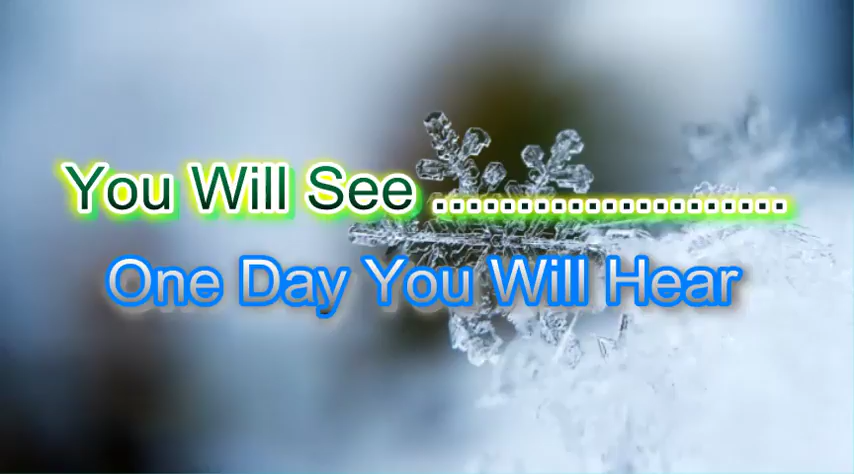 You Will See .....................
One Day You Will Hear